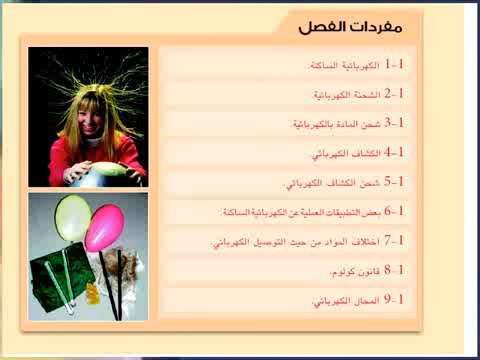 مفردات الفصل
1-1 الكهربائية الساكنة.
2-1 الشحنة الكهربائية.
3-1 شحن المادة بالكهربائية.
4-1 الكشاف الكهربائي.
5-1 شحن الكشاف الكهربائي.
6-1 بعض التطبيقات العملية عن الكهربائية الساكنة.
7-1 اختلاف المواد من حيث التوصيل الكهربائي.
8-1 قانون كولوم.
9-1 المجال الكهربائي.